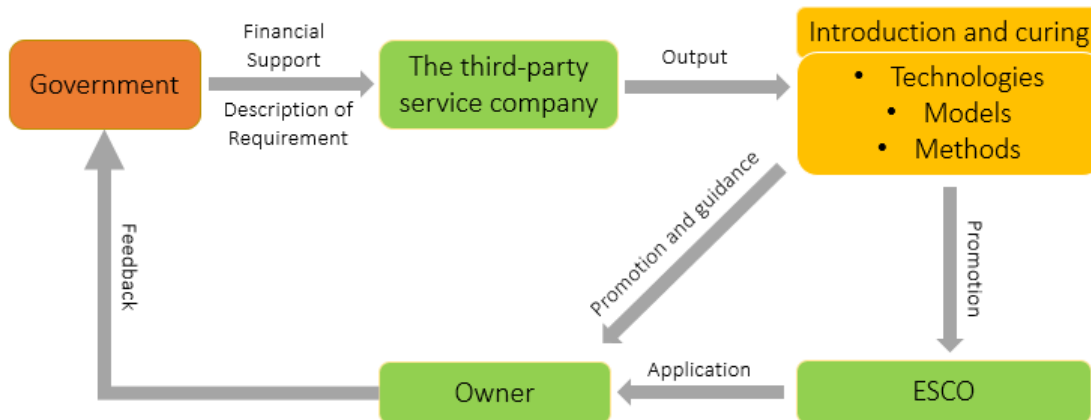 Government
Financial
Support
Description of
Requirement
The third-party
service company
Output
Introduction and curing
• Technologies
• Models
• Methods
Feedback
Promotion and guidance
Promotion
Owner
Application
ESCO